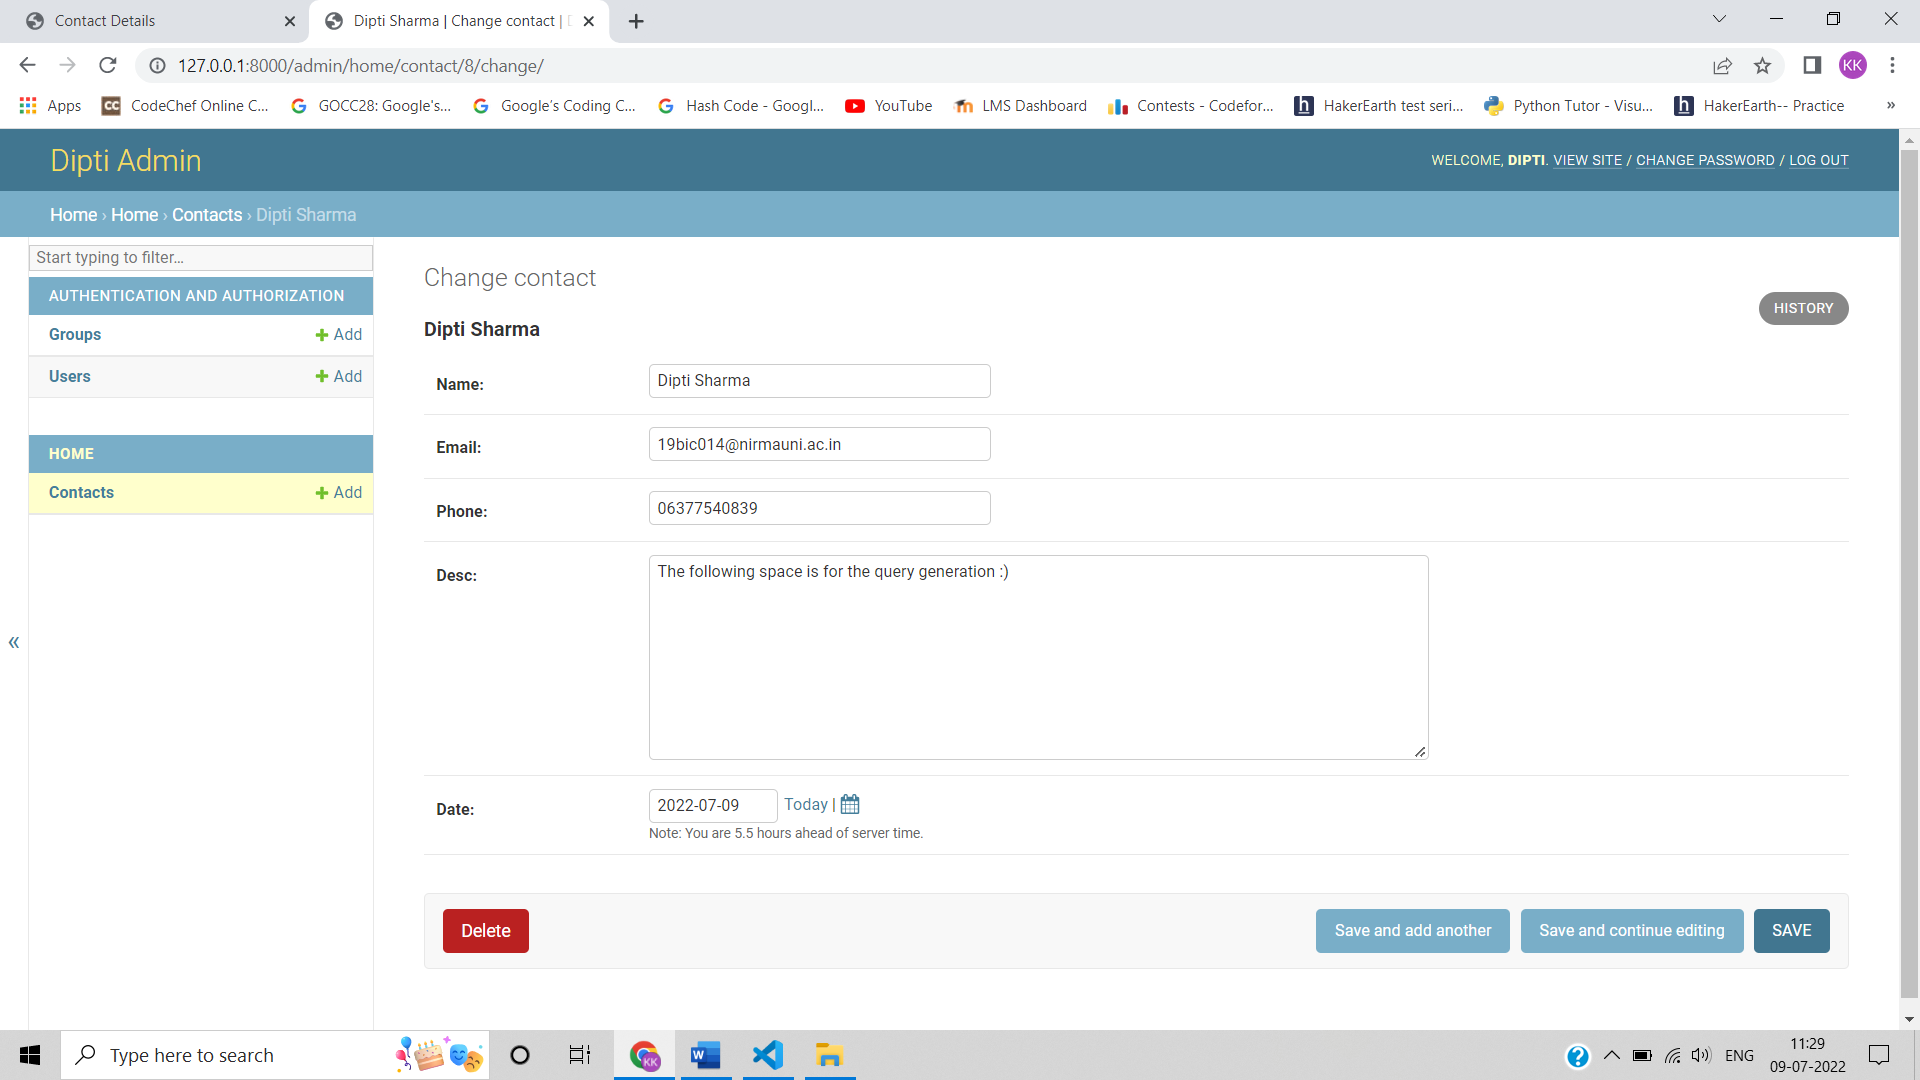 Contact Details
Dipti Sharma | Change contact |
127.0.0.1:8000/admin/home/contact/8/change/
KK
Apps
CC
CodeChef Online C...
GOCC28: Google's...
Google's Coding C...
Hash Code - Googl...
YouTube
LMS Dashboard
Contests - Codefor...
h
HakerEarth test seri...
Python Tutor - Visu...
h
HakerEarth-- Practice
»
Dipti Admin
WELCOME, DIPTI. VIEW SITE / CHANGE PASSWORD / LOG OUT
Home › Home › Contacts › Dipti Sharma
Start typing to filter...
AUTHENTICATION AND AUTHORIZATION
Groups
Add
Users
Add
HOME
Contacts
Add
«
Change contact
HISTORY
Dipti Sharma
Name:
Dipti Sharma
Email:
19bic014@nirmauni.ac.in
Phone:
06377540839
Desc:
The following space is for the query generation :)
Date:
2022-07-09
Today |
Note: You are 5.5 hours ahead of server time.
Delete
Save and add another
Save and continue editing
SAVE
Type here to search
KK
W
?
ENG
11:29
09-07-2022